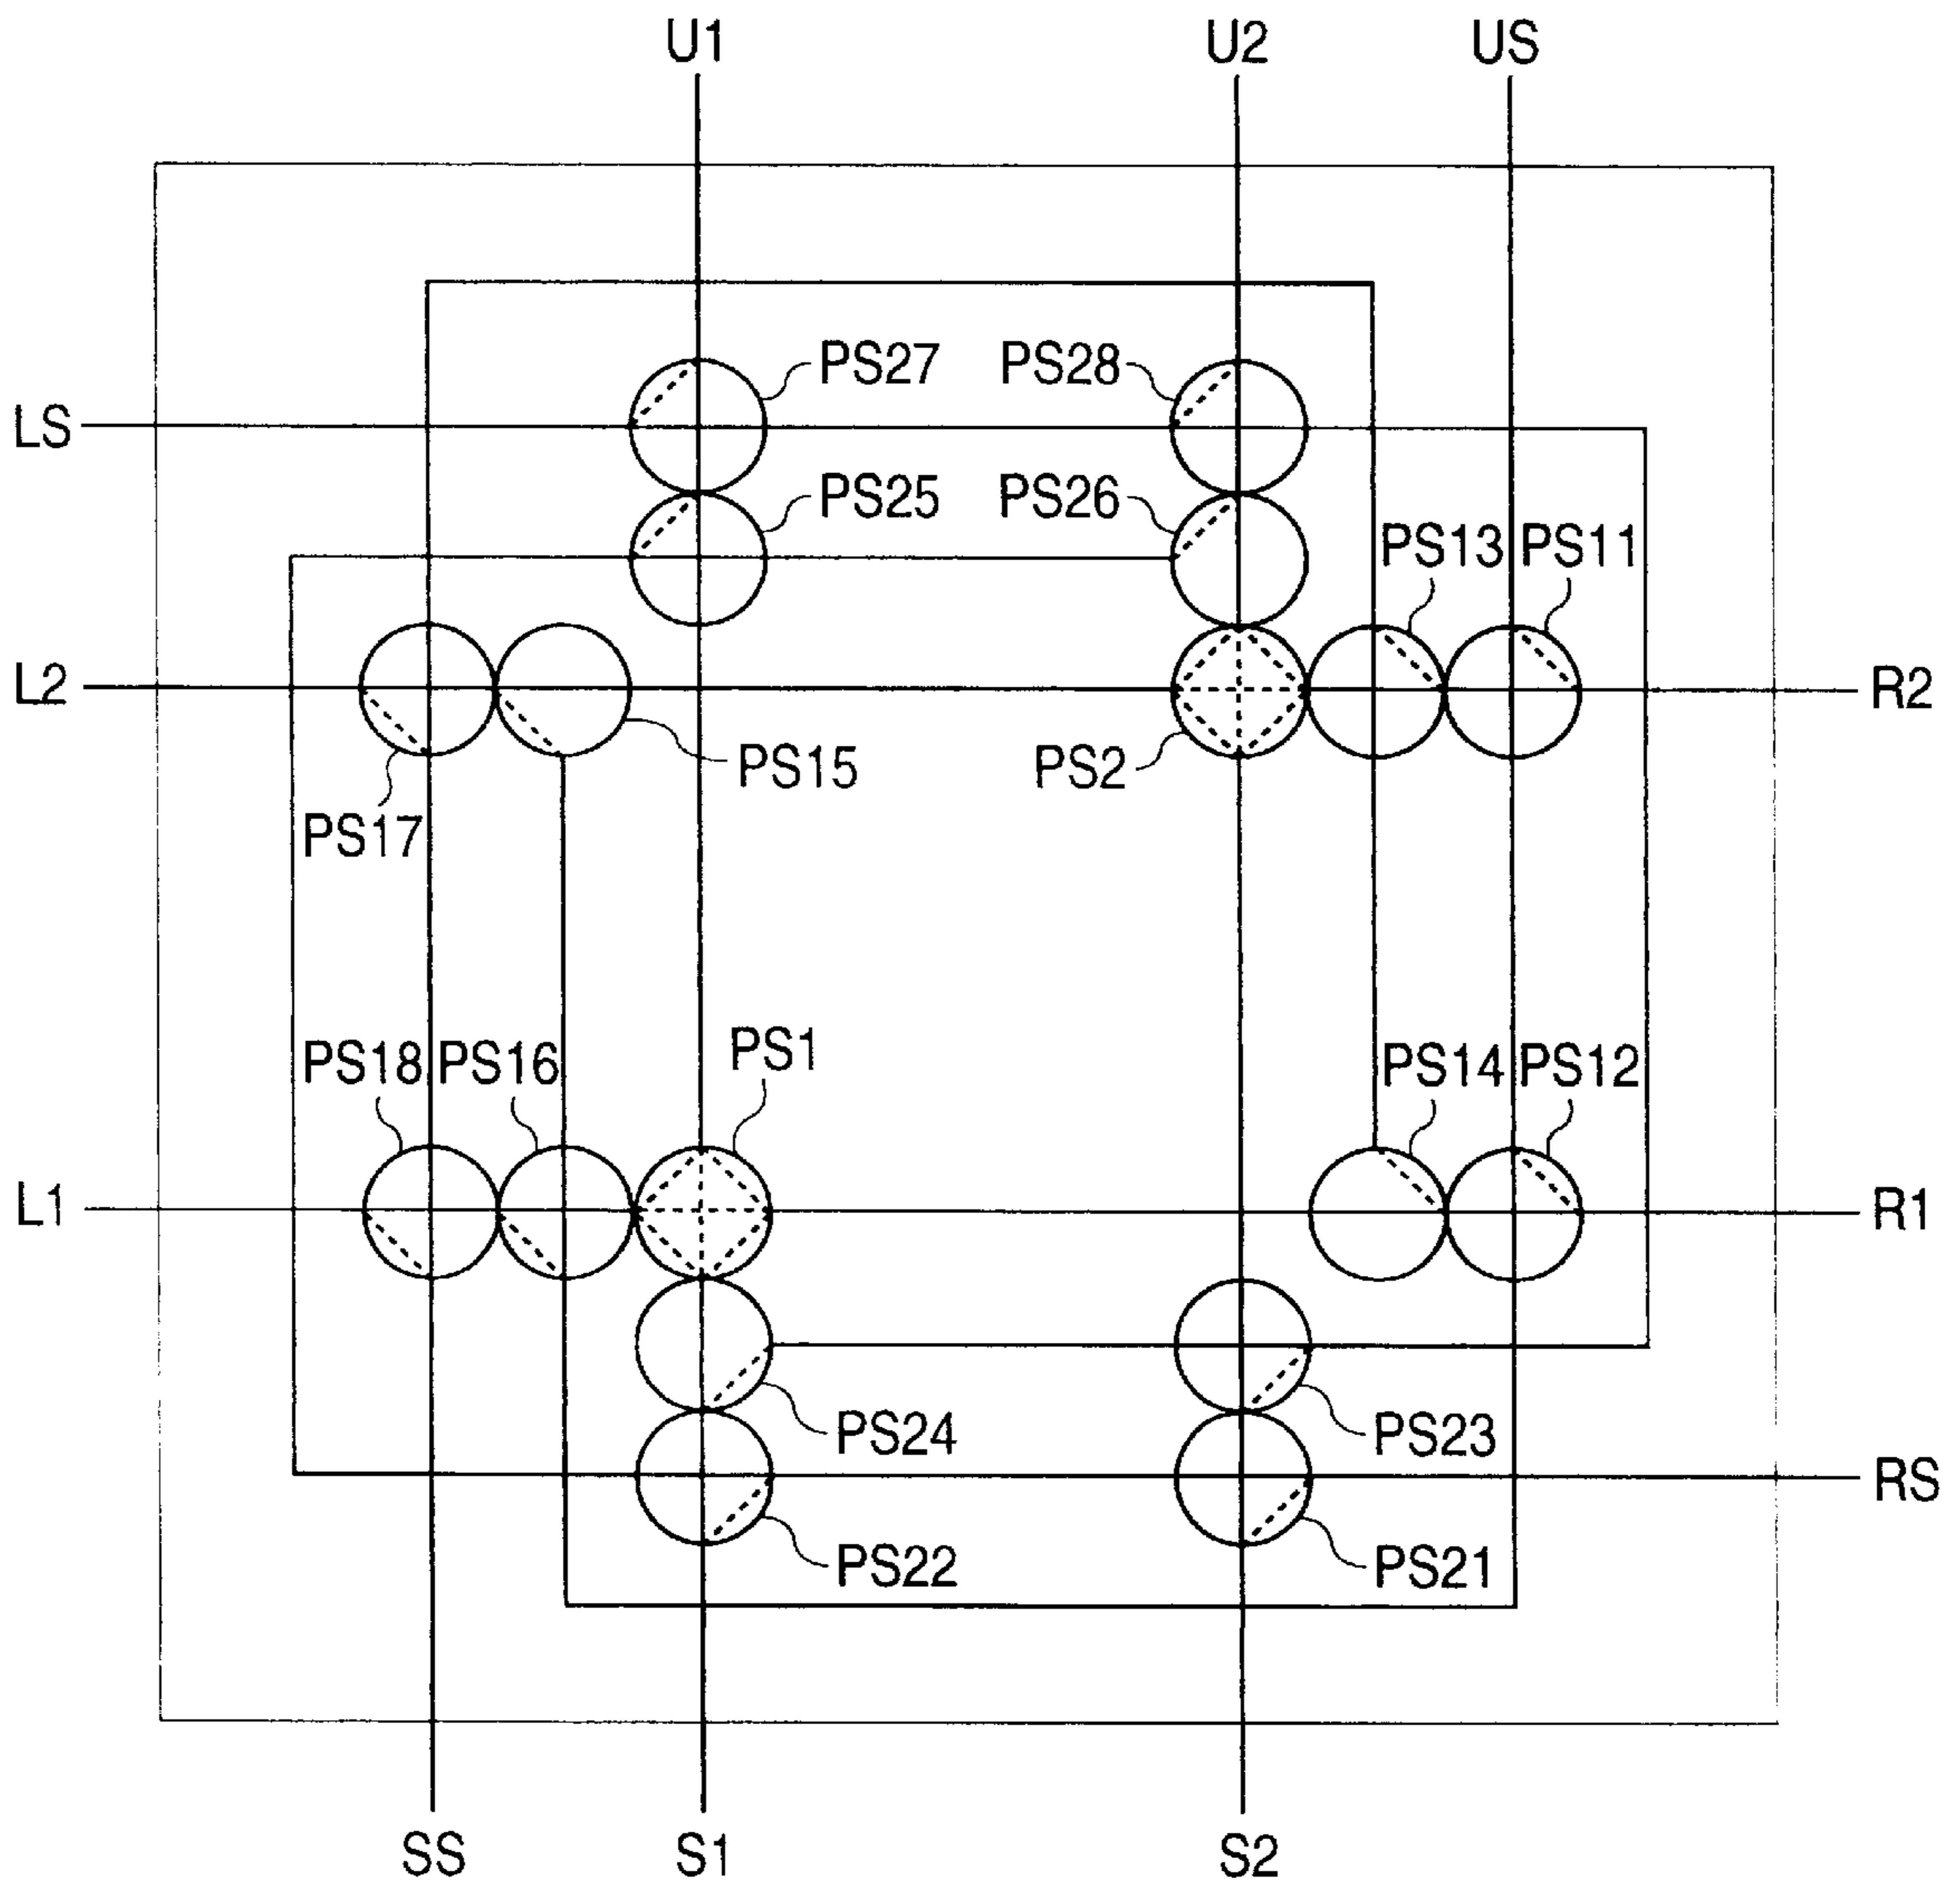 U1 U2 US
PS27 PS28
LS
PS25 PS26
PS13 PS11
L2 R2
PS15 PS2
PS17
PS1
PS18 PS16 PS14 PS12
L1 R1
PS24 PS23
RS
PS22 PS21
SS S1 S2